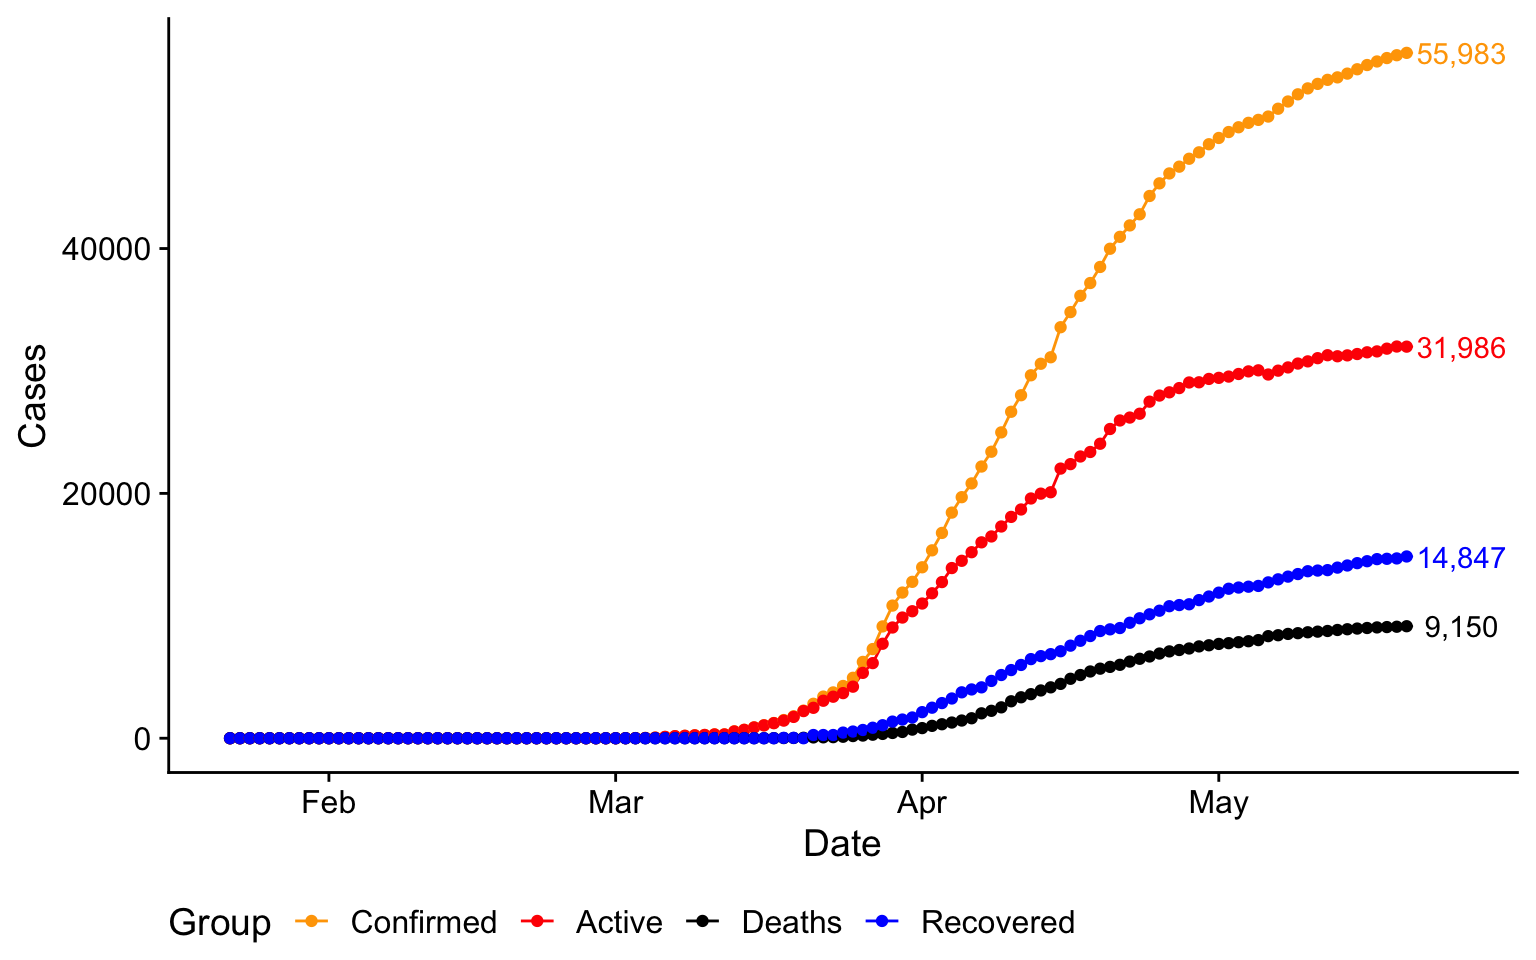 55,983
40000
31,986
Cases
20000
14,847
9,150
0
Feb Mar Apr May
Date
Group Confirmed Active Deaths Recovered